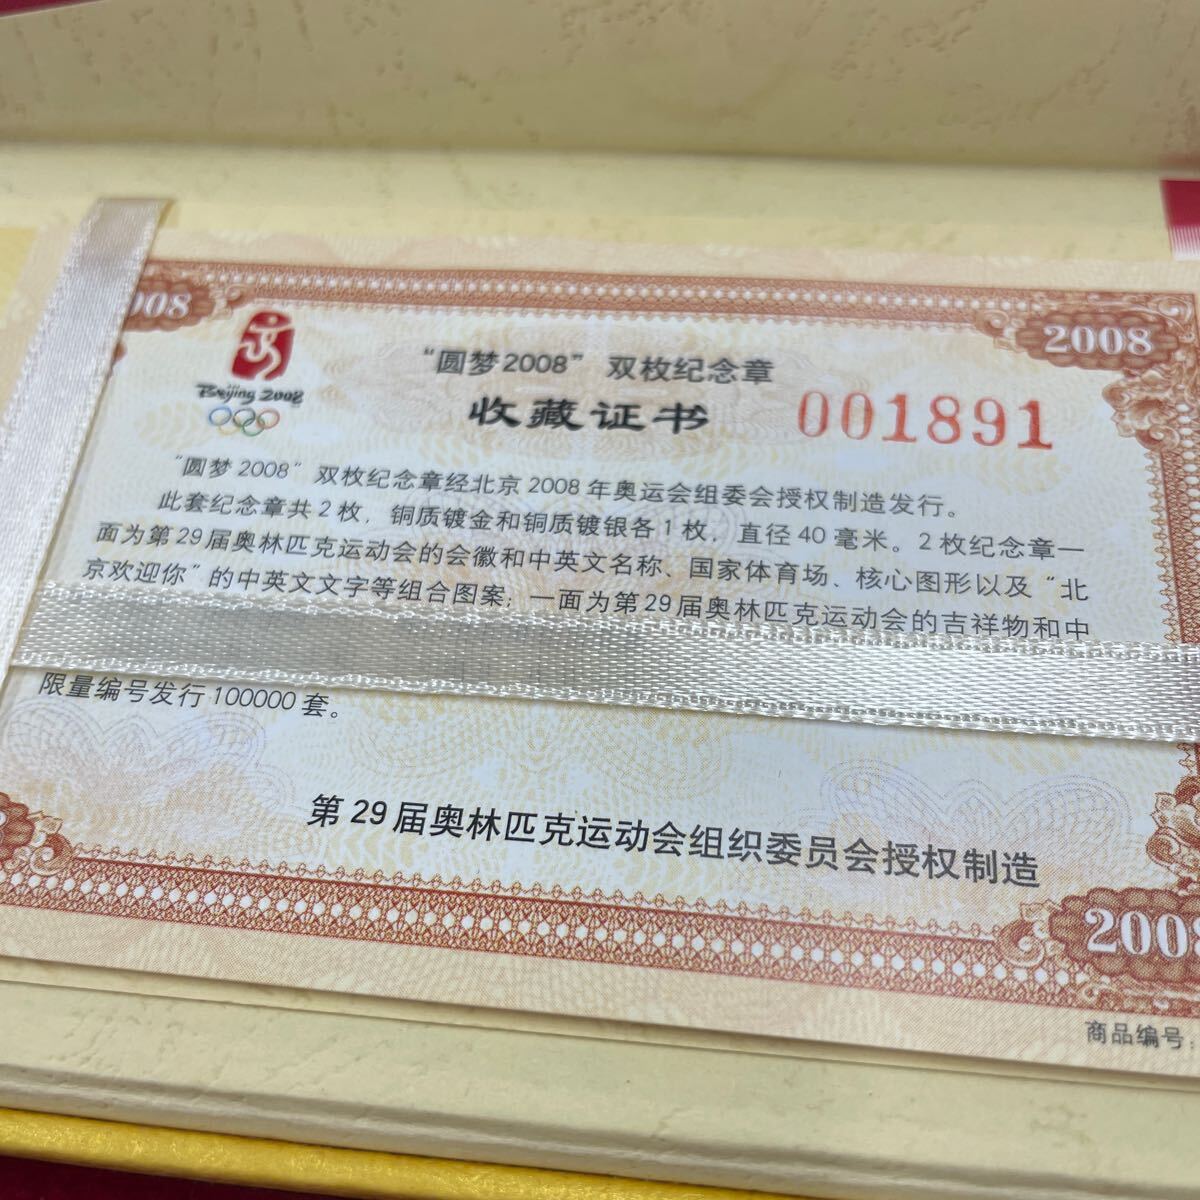 008
2008
Beijing 2008
“圆梦2008” 双枚纪念章
收藏证书
001891
“圆梦2008” 双枚纪念章经北京2008年奥运会组委会授权制造发行。
此套纪念章共2枚，铜质镀金和铜质镀银各1枚，直径40毫米。2枚纪念章一
面为第29届奥林匹克运动会的会徽和中英文名称、国家体育场、核心图形以及“北
京欢迎你”的中英文文字等组合图案；一面为第29届奥林匹克运动会的吉祥物和中
限量编号发行100000套。
第29届奥林匹克运动会组织委员会授权制造
2008
商品编号：